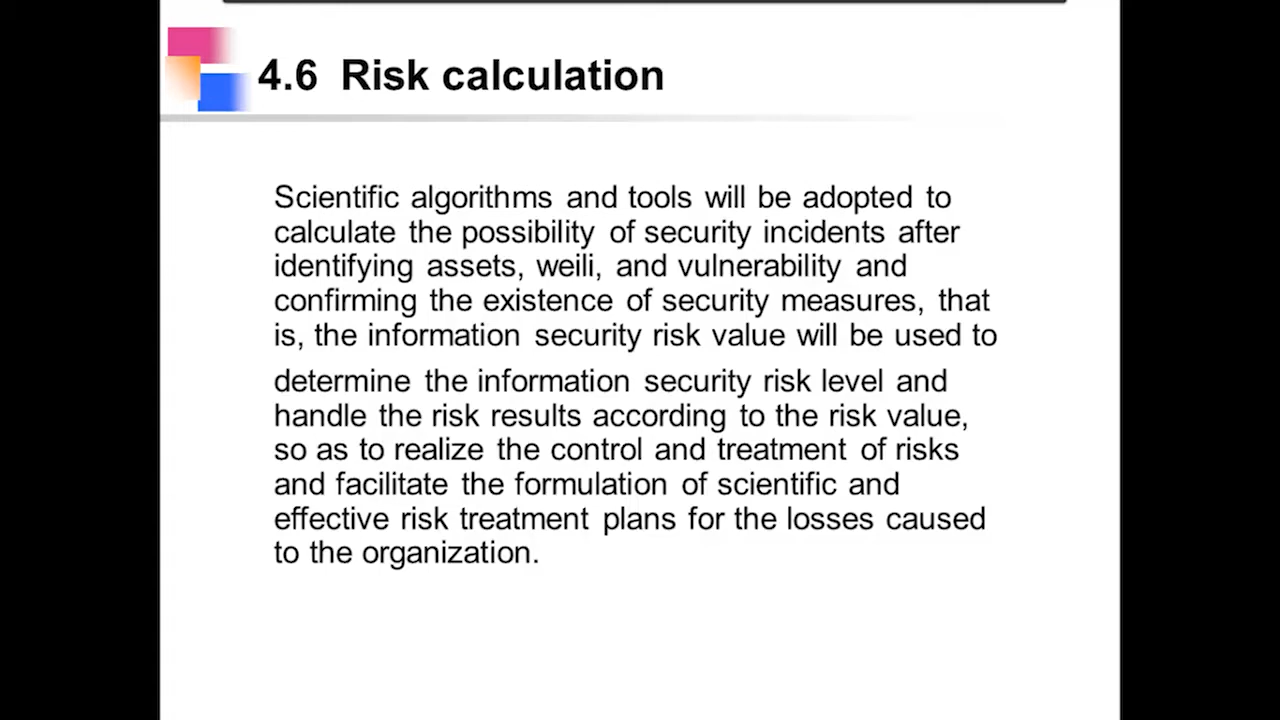 4.6 Risk calculation
Scientific algorithms and tools will be adopted to
calculate the possibility of security incidents after
identifying assets, weili, and vulnerability and
confirming the existence of security measures, that
is, the information security risk value will be used to
determine the information security risk level and
handle the risk results according to the risk value,
so as to realize the control and treatment of risks
and facilitate the formulation of scientific and
effective risk treatment plans for the losses caused
to the organization.